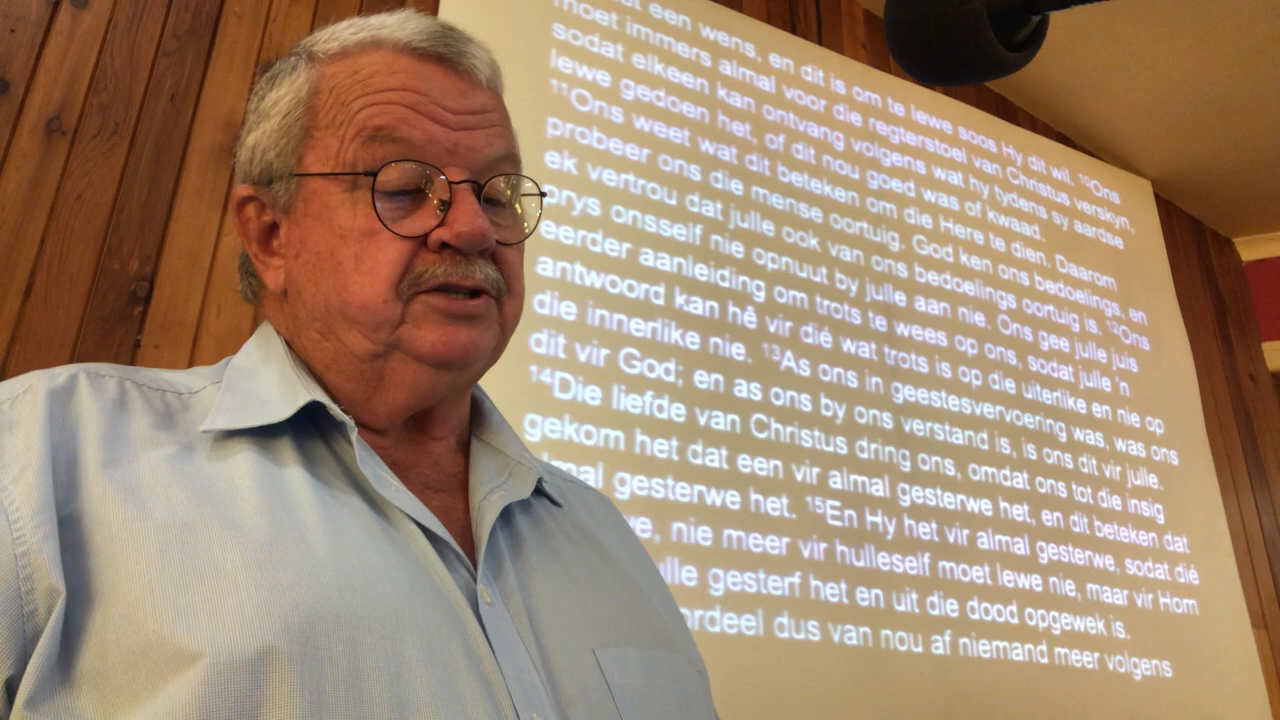 een wens, en dit is om te lewe soos Hy dit wil. ¹⁰Ons
moet immers almal voor die regterstoel van Christus verskyn,
sodat elkeen kan ontvang volgens wat hy tydens sy aardse
lewe gedoen het, of dit nou goed was of kwaad.
¹¹Ons weet wat dit beteken om die Here te dien. Daarom
probeer ons die mense oortuig. God ken ons bedoelings, en
ek vertrou dat julle ook van ons bedoelings oortuig is. ¹²Ons
prys onsself nie opnuut by julle aan nie. Ons gee julle juis
eerder aanleiding om trots te wees op ons, sodat julle 'n
antwoord kan hê vir dié wat trots is op die uiterlike en nie op
die innerlike nie. ¹³As ons in geestesvervoering was, was ons
dit vir God; en as ons by ons verstand is, is ons dit vir julle.
¹⁴Die liefde van Christus dring ons, omdat ons tot die insig
gekom het dat een vir almal gesterwe het, en dit beteken dat
almal gesterwe het. ¹⁵En Hy het vir almal gesterwe, sodat dié
nie meer vir hulleself moet lewe nie, maar vir Hom
gesterf het en uit die dood opgewek is.
dus van nou af niemand meer volgens